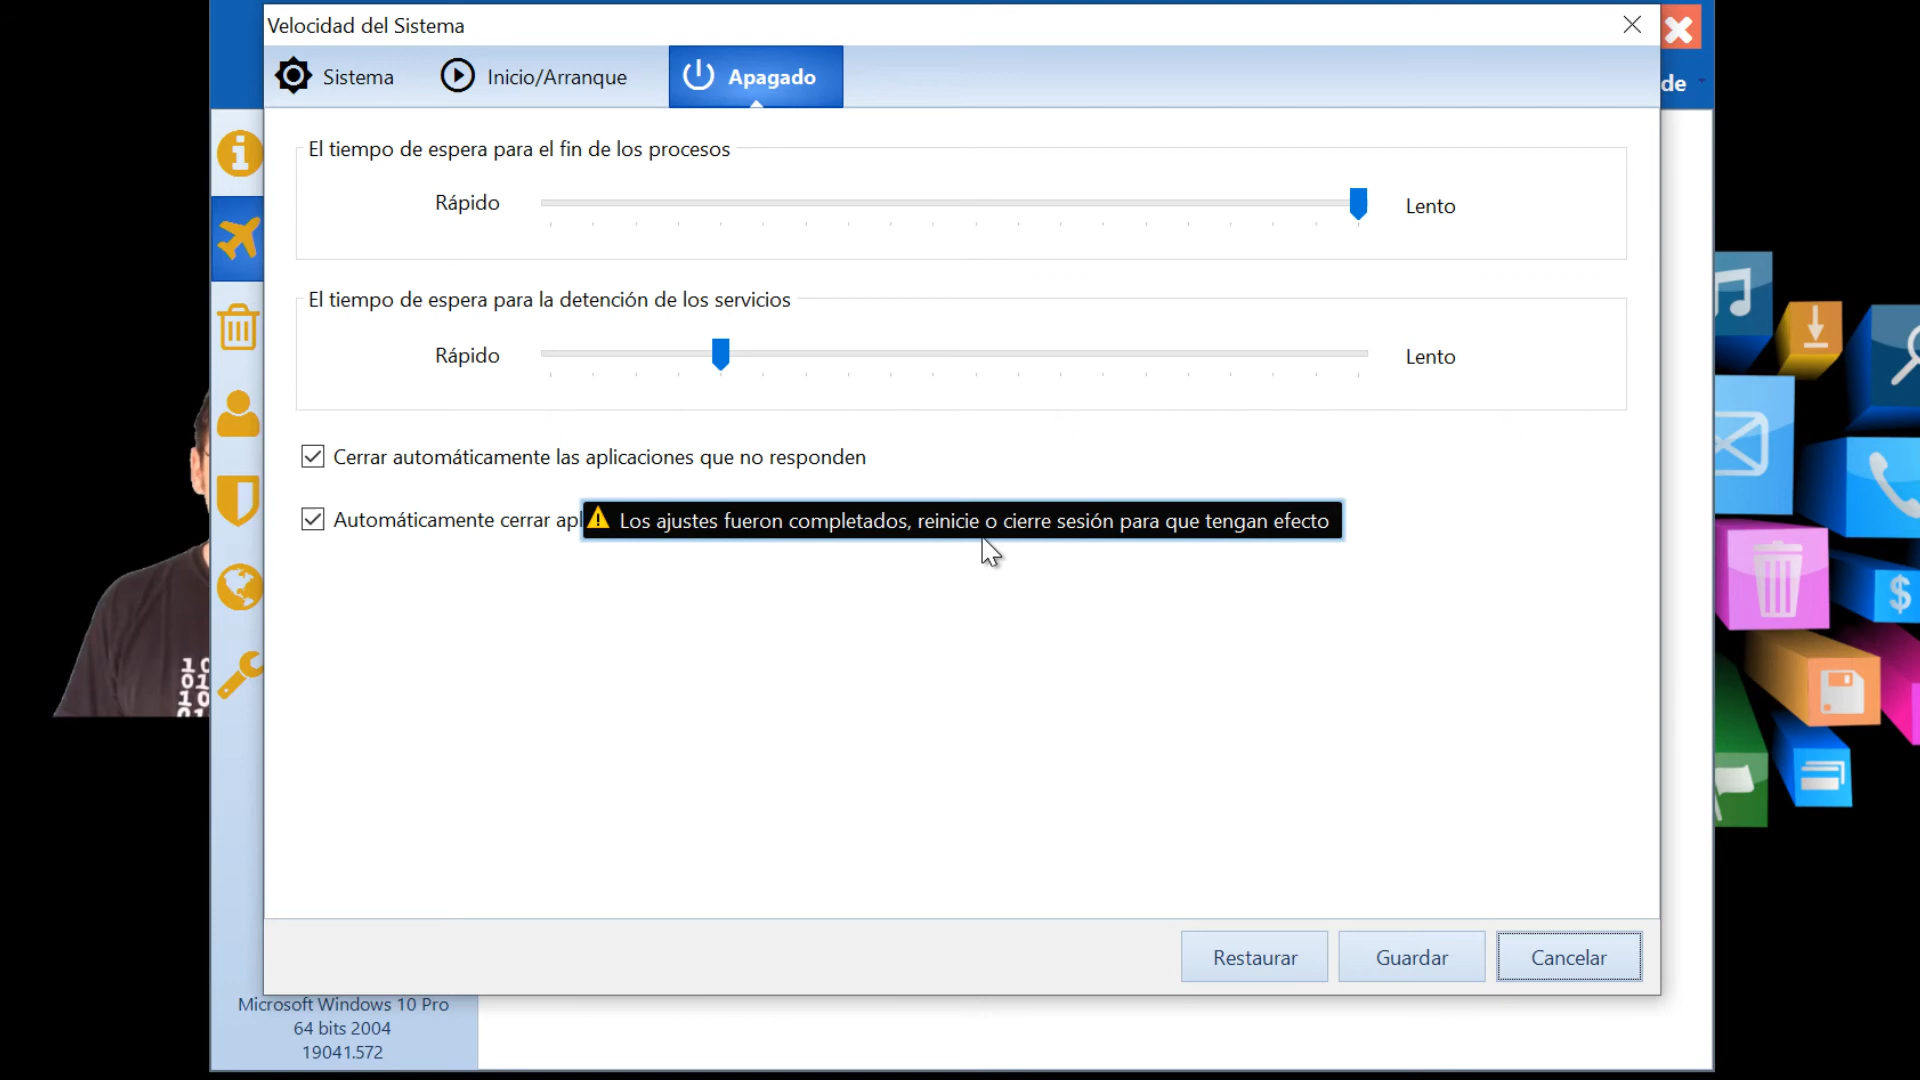 Velocidad del Sistema
de
Sistema
Inicio/Arranque
Apagado
El tiempo de espera para el fin de los procesos
Rápido
Lento
El tiempo de espera para la detención de los servicios
Rápido
Lento
Cerrar automáticamente las aplicaciones que no responden
Automáticamente cerrar apl
Los ajustes fueron completados, reinicie o cierre sesión para que tengan efecto
Restaurar
Guardar
Cancelar
Microsoft Windows 10 Pro
64 bits 2004
19041.572